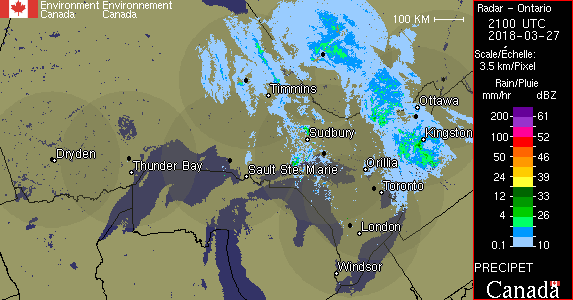 Environment Environnement
Canada Canada
100 KM
Timmins
Ottawa
Sudbury
Kingston
Dryden
Thunder Bay
Sault Ste. Marie
Orillia
Toronto
London
Windsor
Radar - Ontario
2100 UTC
2018-03-27
Scale/Échelle:
3.5 km/Pixel
Rain/Pluie
mm/hr dBZ
200 61
100 56
50 52
50 46
24 39
12 33
4 26
0.1 10
PRECIPET
Canada